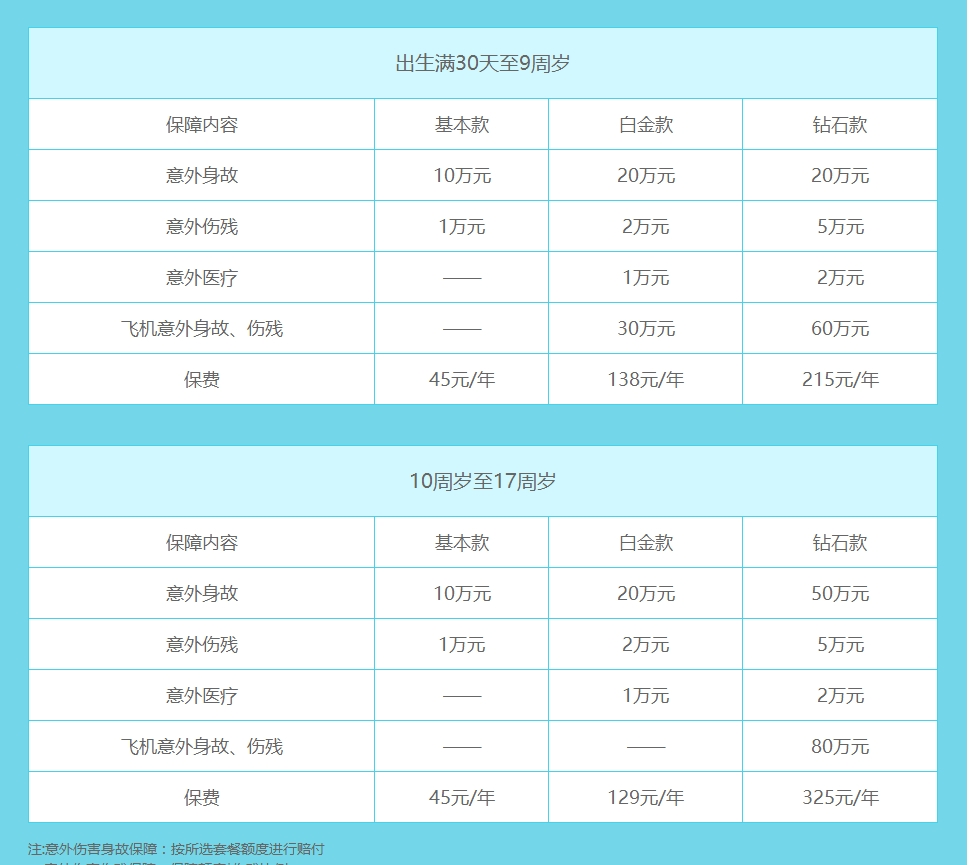 出生满30天至9周岁
保障内容 基本款 白金款 钻石款
意外身故 10万元 20万元 20万元
意外伤残 1万元 2万元 5万元
意外医疗 —— 1万元 2万元
飞机意外身故、伤残 —— 30万元 60万元
保费 45元/年 138元/年 215元/年
10周岁至17周岁
保障内容 基本款 白金款 钻石款
意外身故 10万元 20万元 50万元
意外伤残 1万元 2万元 5万元
意外医疗 —— 1万元 2万元
飞机意外身故、伤残 —— —— 80万元
保费 45元/年 129元/年 325元/年
注:意外伤害身故保障：按所选套餐额度进行赔付